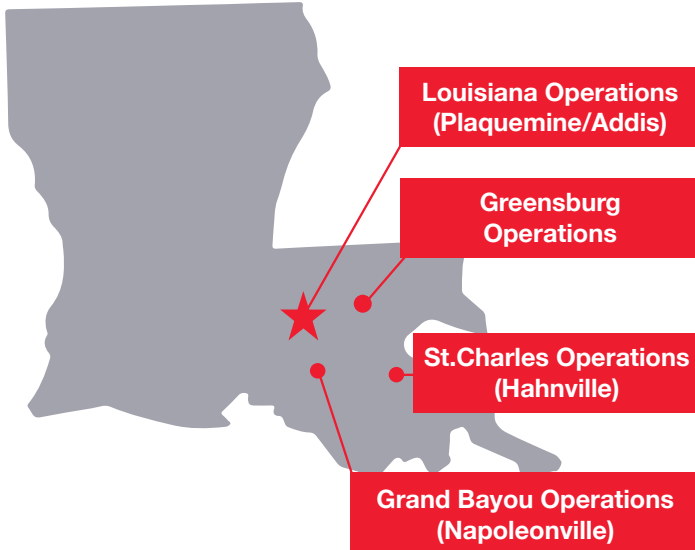 Louisiana Operations
(Plaquemine/Addis)
Greensburg
Operations
St.Charles Operations
(Hahnville)
Grand Bayou Operations
(Napoleonville)